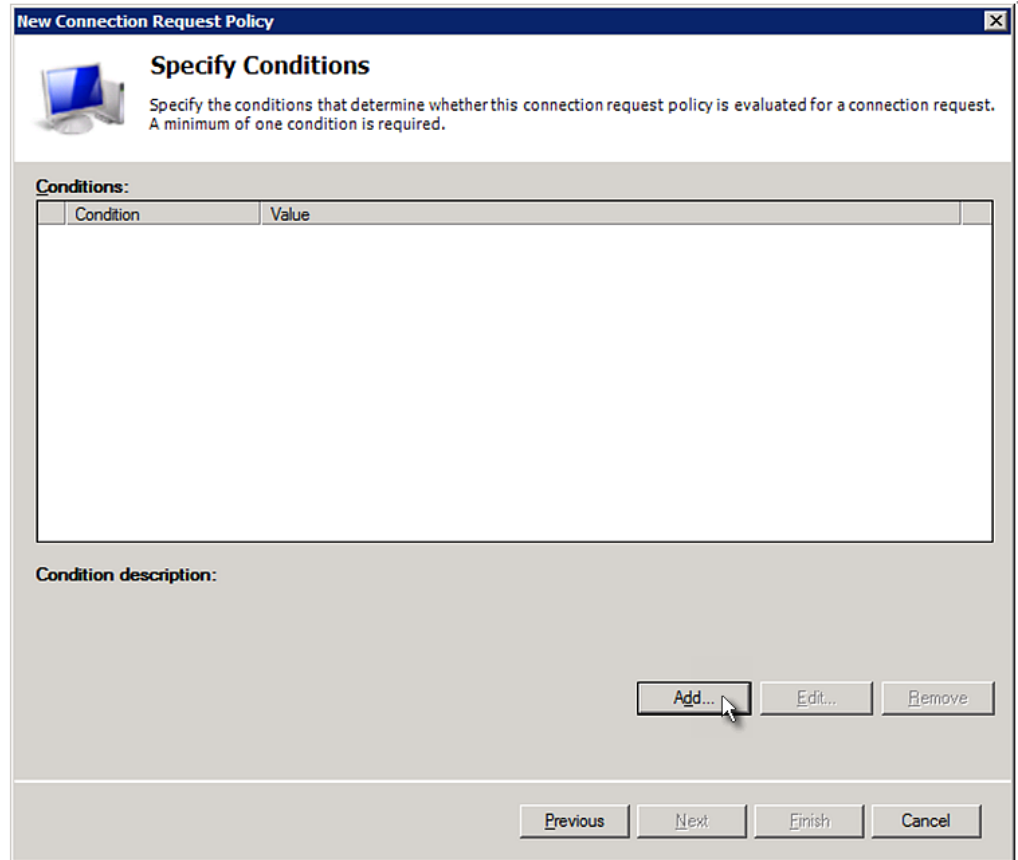 New Connection Request Policy
Specify Conditions
Specify the conditions that determine whether this connection request policy is evaluated for a connection request.
A minimum of one condition is required.
Conditions:
Condition Value
Condition description:
Add... Edit... Remove
Previous Next Finish Cancel